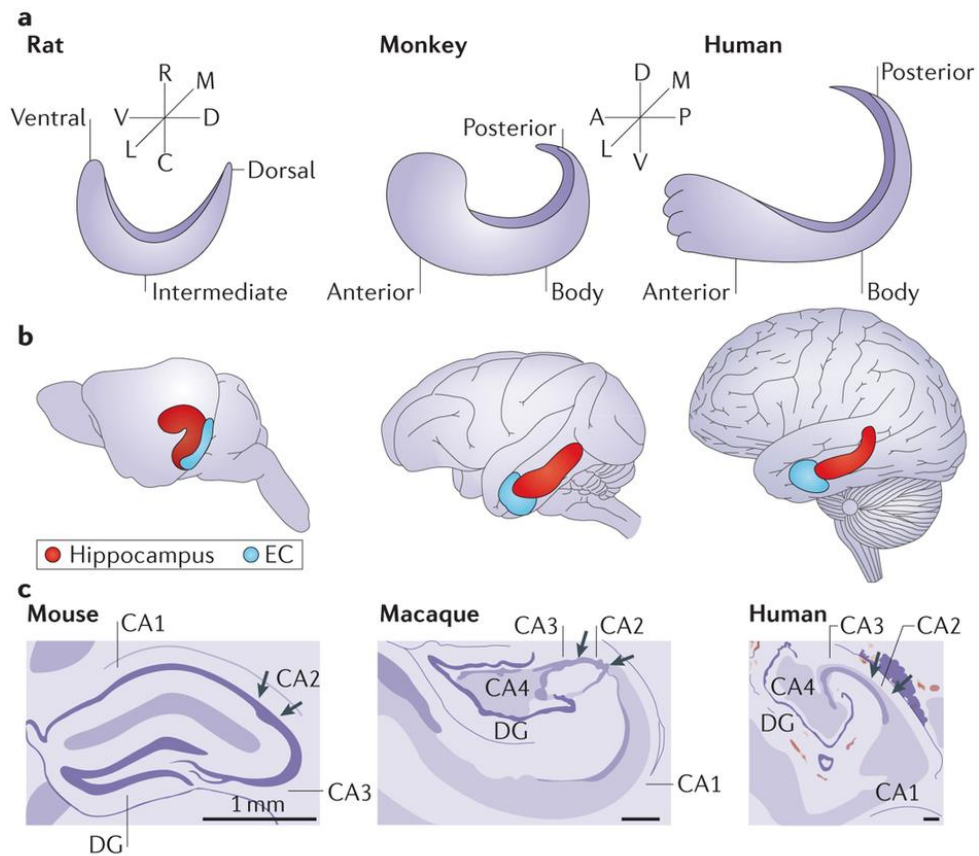 a
Rat
Monkey
Human
R
M
V
D
L
C
Ventral
Dorsal
Intermediate
D
M
A
P
L
V
Posterior
Anterior
Body
Posterior
Anterior
Body
b
Hippocampus
EC
c
Mouse
CA1
CA2
CA3
DG
1 mm
Macaque
CA3
CA2
CA4
DG
CA1
Human
CA3
CA2
CA4
DG
CA1